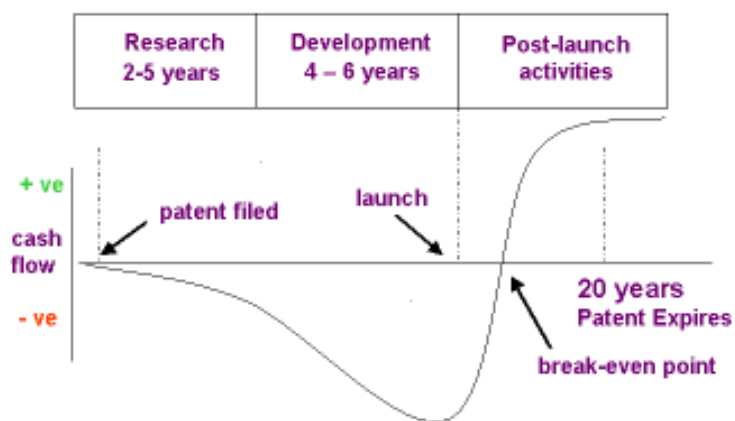 Research
2-5 years
Development
4 – 6 years
Post-launch
activities
+ ve
patent filed
launch
cash
flow
- ve
20 years
Patent Expires
break-even point